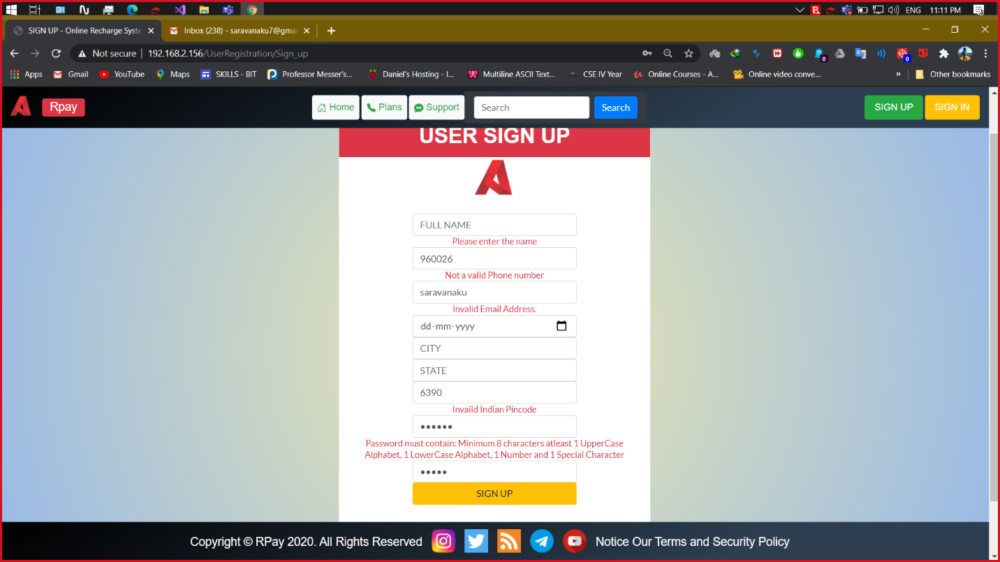 ENG 11:11 PM
SIGN UP - Online Recharge Syste
Inbox (238) - saravanaku7@gmai
Not secure 192.168.2.156/UserRegistration/Sign_up
0 0
Apps Gmail YouTube Maps SKILLS - BIT Professor Messer's... Daniel's Hosting - I... Multiline ASCII Text... CSE IV Year Online Courses - A... Online video conve... » Other bookmarks
Rpay Home Plans Support Search Search SIGN UP SIGN IN
USER SIGN UP
FULL NAME
Please enter the name
960026
Not a valid Phone number
saravanaku
Invalid Email Address.
dd-mm-yyyy
CITY
STATE
6390
Invaild Indian Pincode
••••••
Password must contain: Minimum 8 characters atleast 1 UpperCase
Alphabet, 1 LowerCase Alphabet, 1 Number and 1 Special Character
•••••
SIGN UP
Copyright © RPay 2020. All Rights Reserved Notice Our Terms and Security Policy